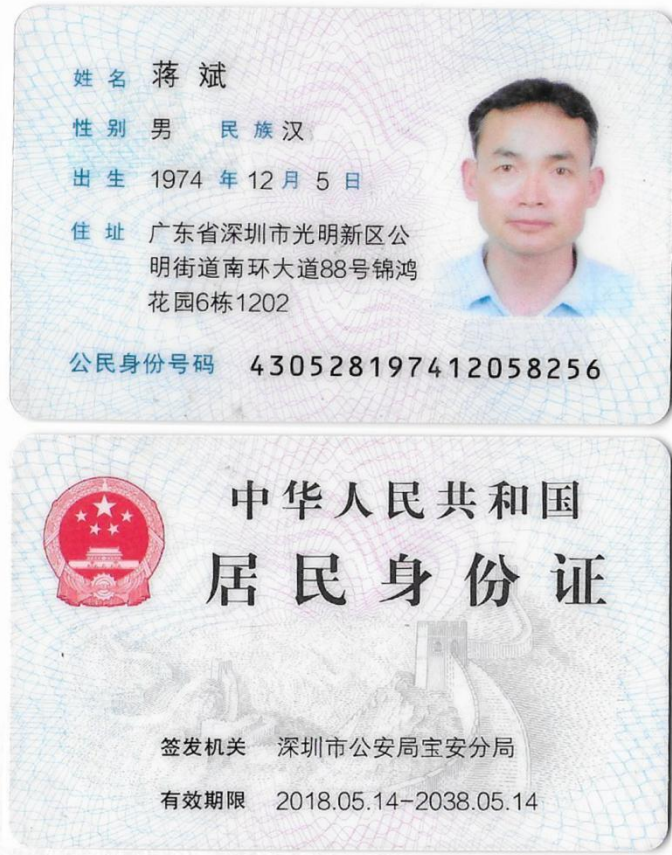 姓名 蒋斌
性别 男 民族 汉
出生 1974 年 12 月 5 日
住址 广东省深圳市光明新区公
明街道南环大道88号锦鸿
花园6栋1202
公民身份号码 430528197412058256
中华人民共和国
居民身份证
签发机关 深圳市公安局宝安分局
有效期限 2018.05.14-2038.05.14